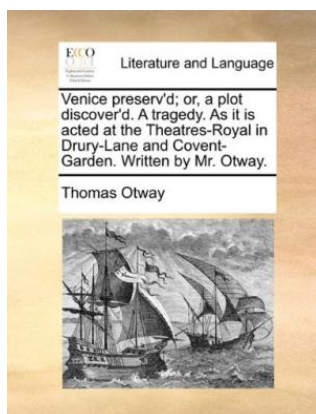 ECCO
Literature and Language
Venice preserv'd; or, a plot
discover'd. A tragedy. As it is
acted at the Theatres-Royal in
Drury-Lane and Covent-
Garden. Written by Mr. Otway.
Thomas Otway